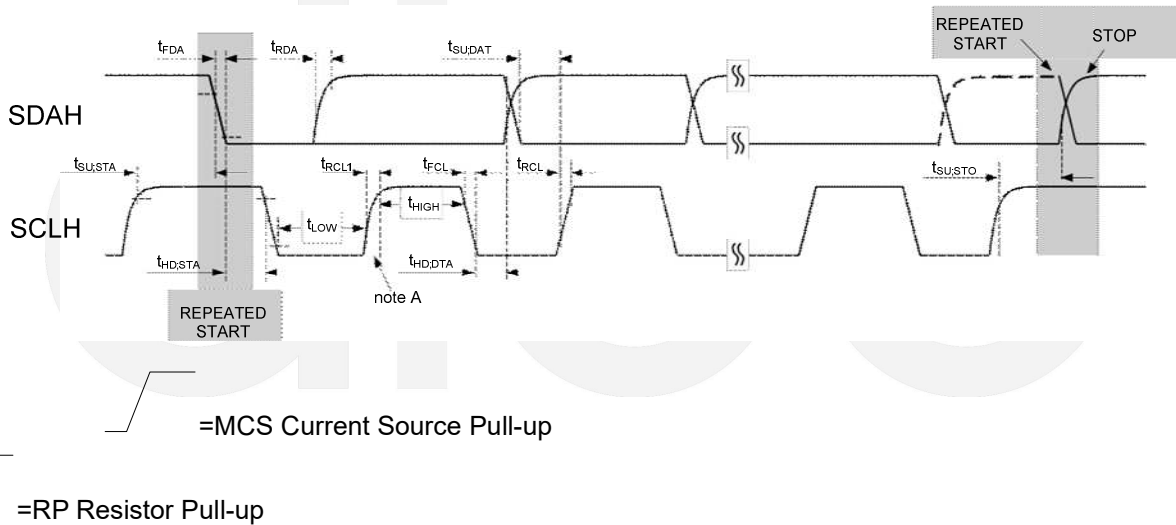 REPEATED
START
STOP
tFDA
tRDA
tSU;DAT
SDAH
tSU;STA
tRCL1
tFCL
tRCL
tSU;STO
tHIGH
tLOW
SCLH
tHD;STA
tHD;DTA
note A
REPEATED
START
=MCS Current Source Pull-up
=RP Resistor Pull-up